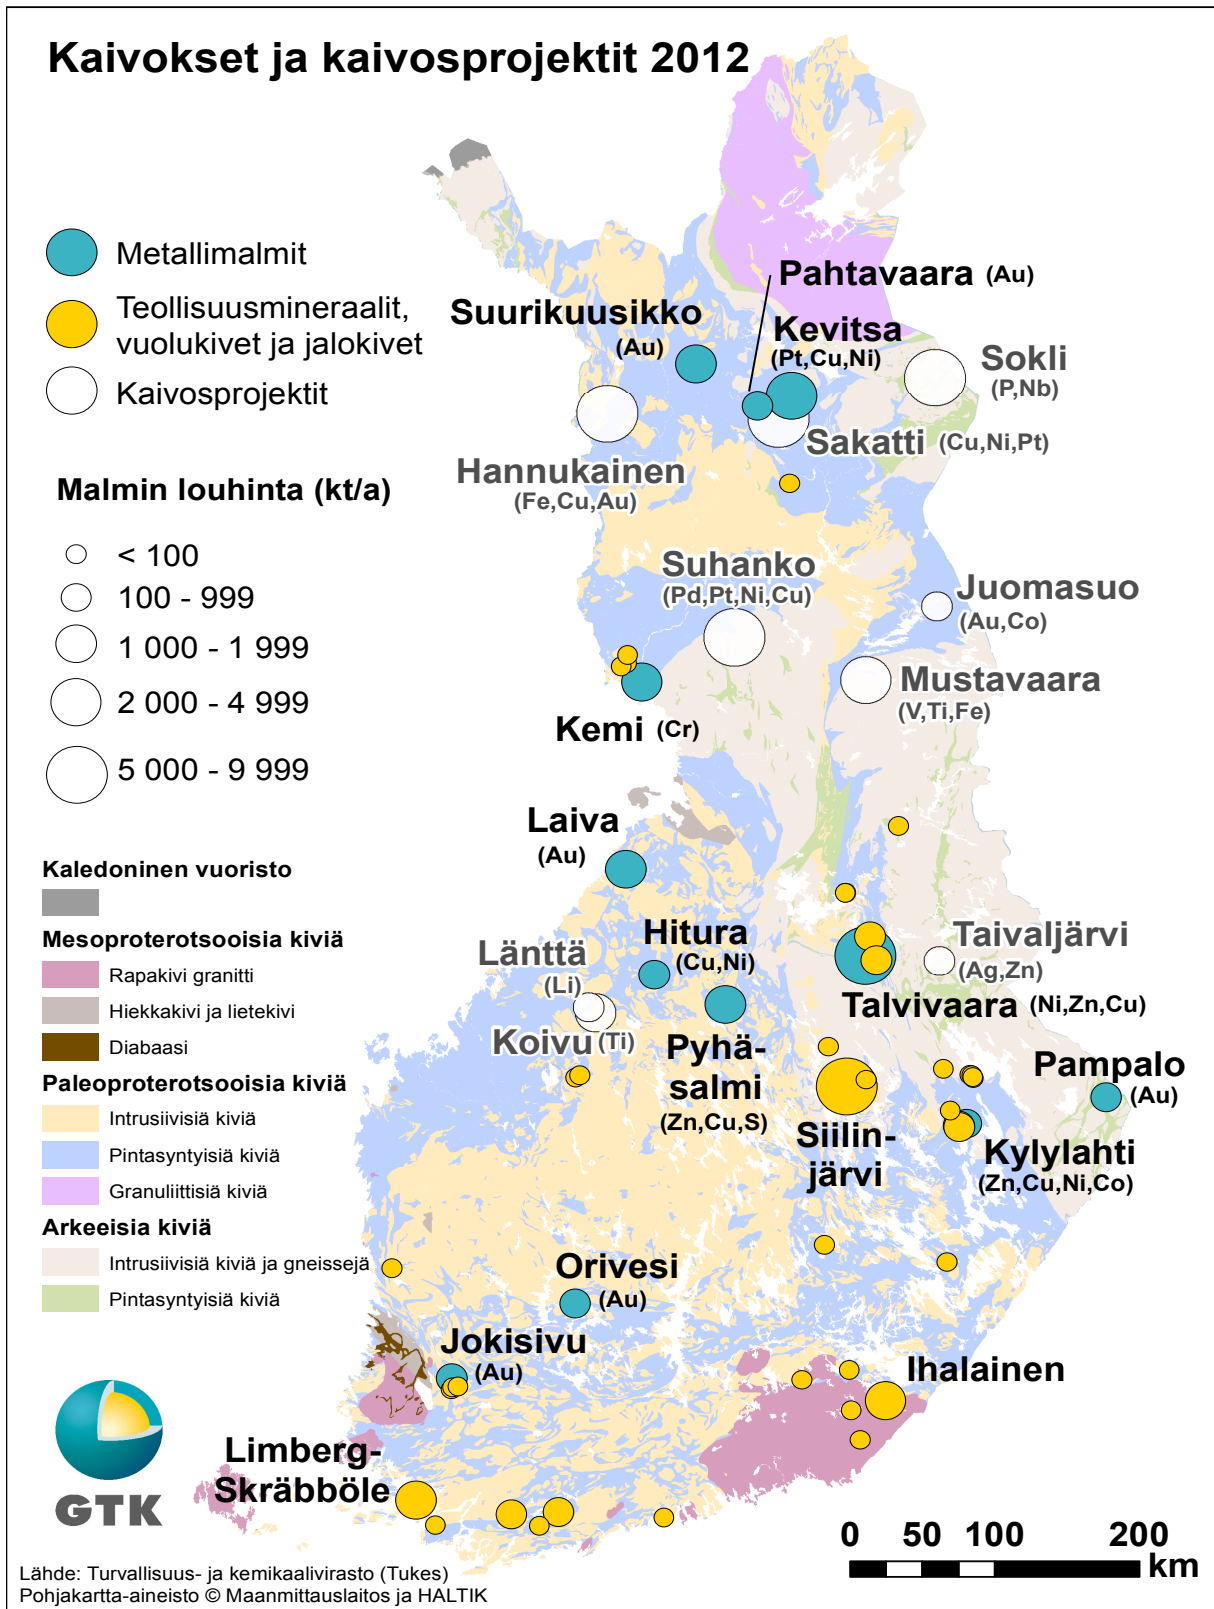 Kaivokset ja kaivosprojektit 2012
Metallimalmit
Teollisuusmineraalit,
vuolukivet ja jalokivet
Kaivosprojektit
Malmin louhinta (kt/a)
< 100
100 - 999
1 000 - 1 999
2 000 - 4 999
5 000 - 9 999
Kaledoninen vuoristo
Mesoproterotsooisia kiviä
Rapakivi granitti
Hiekkakivi ja lietekivi
Diabaasi
Paleoproterotsooisia kiviä
Intrusiivisiä kiviä
Pintasyntyisiä kiviä
Granuliittisiä kiviä
Arkeeisia kiviä
Intrusiivisiä kiviä ja gneissejä
Pintasyntyisiä kiviä
Pahtavaara (Au)
Suurikuusikko
(Au)
Kevitsa
(Pt,Cu,Ni)
Sokli
(P,Nb)
Sakatti (Cu,Ni,Pt)
Hannukainen
(Fe,Cu,Au)
Suhanko
(Pd,Pt,Ni,Cu)
Juomasuo
(Au,Co)
Mustavaara
(V,Ti,Fe)
Kemi (Cr)
Laiva
(Au)
Hitura
(Cu,Ni)
Länttä
(Li)
Koivu (Ti)
Taivaljärvi
(Ag,Zn)
Talvivaara (Ni,Zn,Cu)
Pyhä-
salmi
(Zn,Cu,S)
Pampalo
(Au)
Siilin-
järvi
Kylylahti
(Zn,Cu,Ni,Co)
Orivesi
(Au)
Jokisivu
(Au)
Ihalainen
Limberg-
Skräbböle
GTK
0 50 100 200
km
Lähde: Turvallisuus- ja kemikaalivirasto (Tukes)
Pohjakartta-aineisto © Maanmittauslaitos ja HALTIK